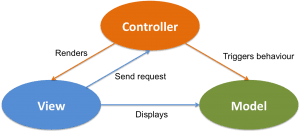 Controller
Renders
Triggers behaviour
Send request
View
Model
Displays